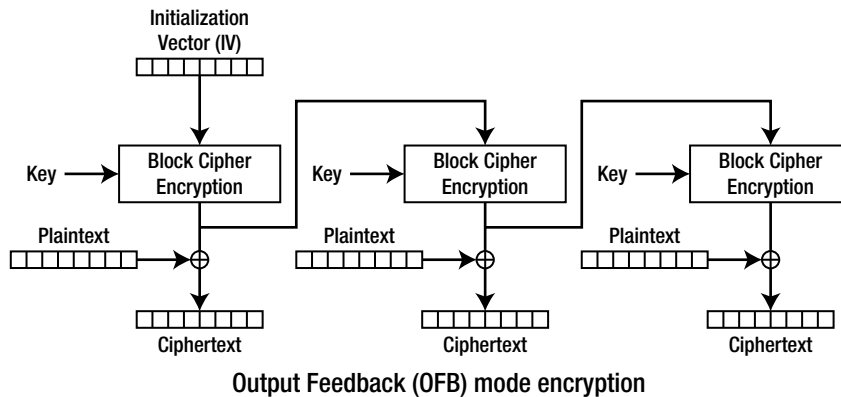 Initialization
Vector (IV)
Key
Block Cipher
Encryption
Key
Block Cipher
Encryption
Key
Block Cipher
Encryption
Plaintext
Plaintext
Plaintext
Ciphertext
Ciphertext
Ciphertext
Output Feedback (OFB) mode encryption